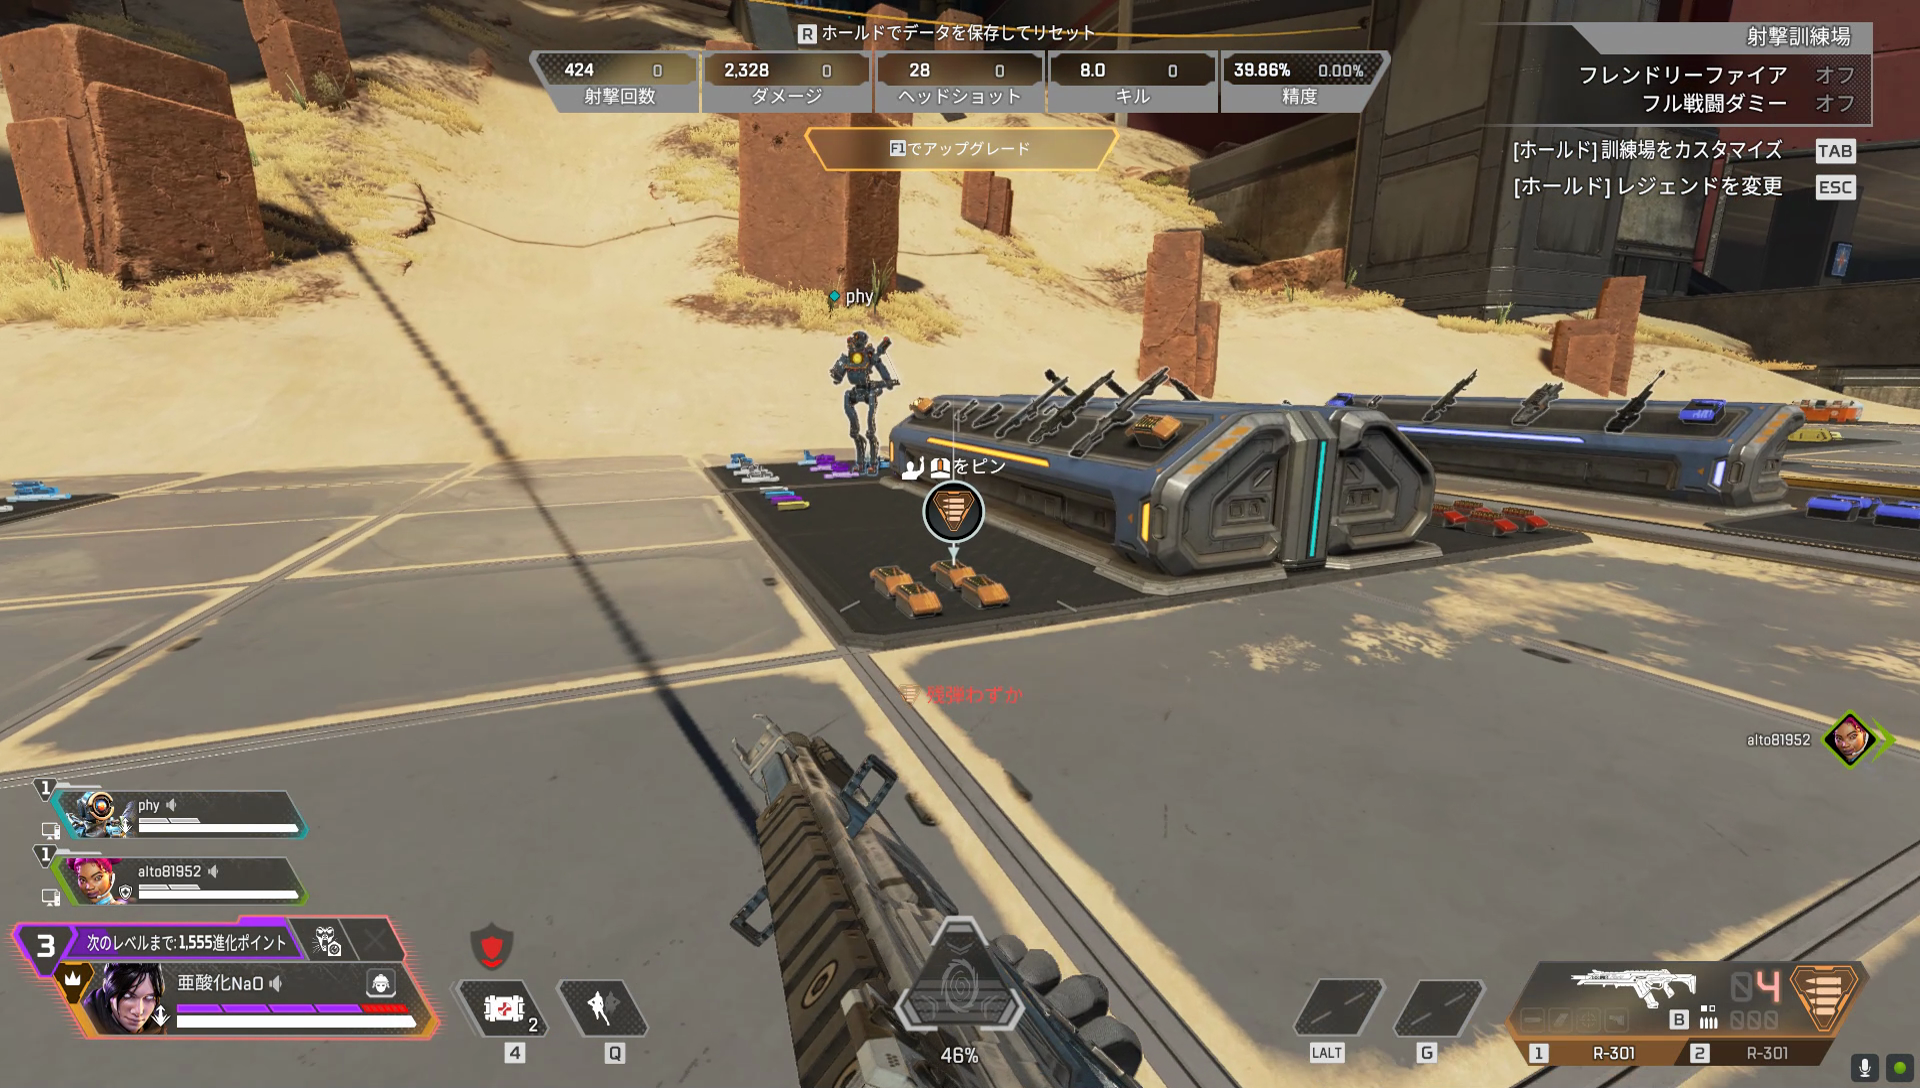 R ホールドでデータを保存してリセット
424 0 2,328 0 28 0 8.0 0 39.86% 0.00%
射撃回数 ダメージ ヘッドショット キル 精度
F1でアップグレード
射撃訓練場
フレンドリーファイア オフ
フル戦闘ダミー オフ
[ホールド]訓練場をカスタマイズ TAB
[ホールド]レジェンドを変更 ESC
phy
をピン
残弾わずか
alto81952
1
phy
1
alto81952
3 次のレベルまで:1,555進化ポイント
亜酸化NaO
2
4 Q
46%
LALT G
04
B 000
1 R-301 2 R-301